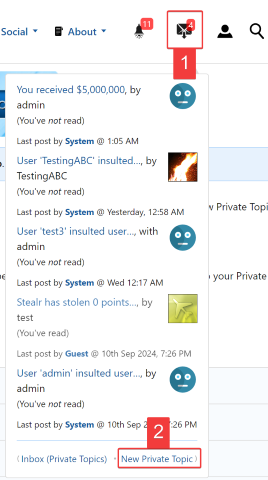 Social About 11 4
1
You received $5,000,000, by
admin
(You've not read)
Last post by System @ 1:05 AM
User 'TestingABC' insulted…, by
TestingABC
(You've not read)
Last post by System @ Yesterday, 12:58 AM
w Private Topi
User 'test3' insulted user…, with
admin
(You've not read)
Last post by System @ Wed 12:17 AM
Stealr has stolen 0 points…, by
test
(You've read)
o your Private
Last post by Guest @ 10th Sep 2024, 7:26 PM
User 'admin' insulted user…, by
admin
(You've not read)
Last post by System @ 10th Sep 7:26 PM
2
(Inbox (Private Topics) • New Private Topic)